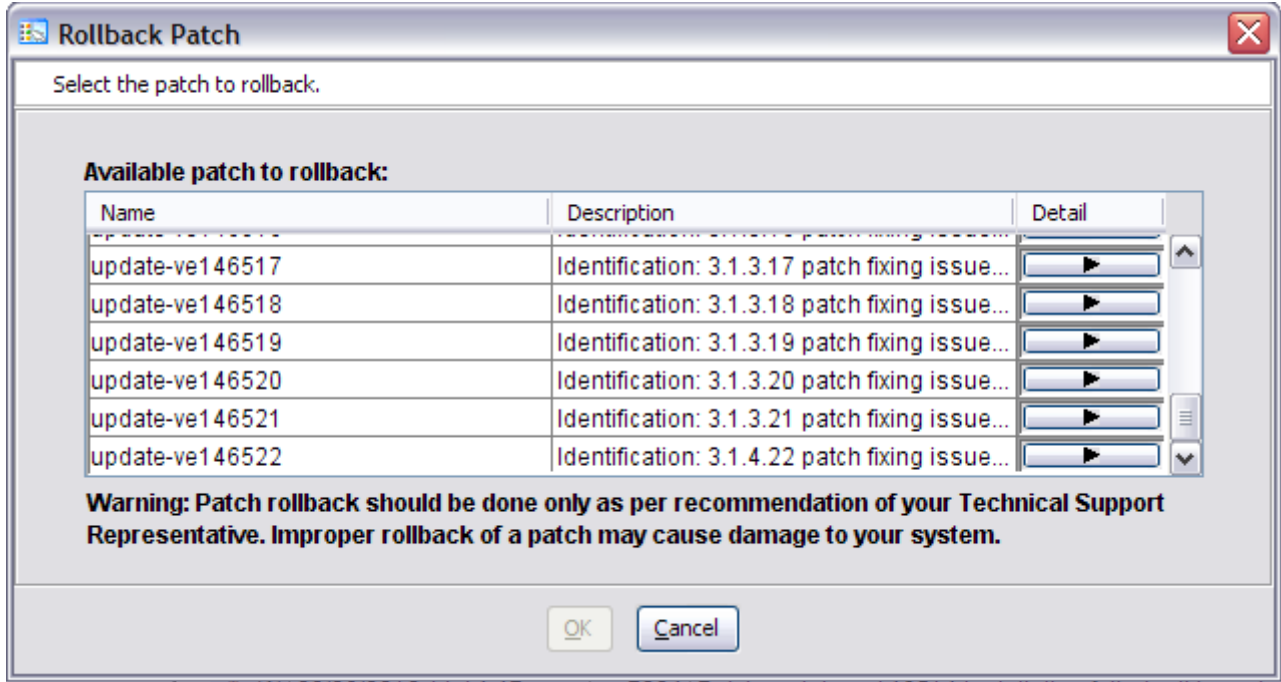 Rollback Patch
Select the patch to rollback.
Available patch to rollback:
Name Description Detail
update-ve146517 Identification: 3.1.3.17 patch fixing issue...
update-ve146518 Identification: 3.1.3.18 patch fixing issue...
update-ve146519 Identification: 3.1.3.19 patch fixing issue...
update-ve146520 Identification: 3.1.3.20 patch fixing issue...
update-ve146521 Identification: 3.1.3.21 patch fixing issue...
update-ve146522 Identification: 3.1.4.22 patch fixing issue...
Warning: Patch rollback should be done only as per recommendation of your Technical Support
Representative. Improper rollback of a patch may cause damage to your system.
OK Cancel